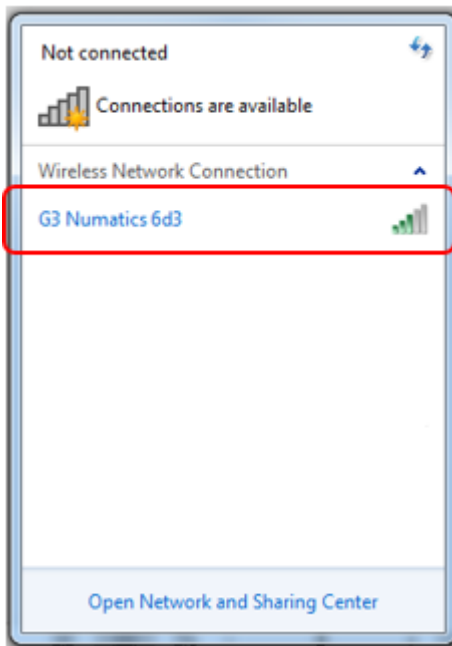 Not connected
Connections are available
Wireless Network Connection
G3 Numatics 6d3
Open Network and Sharing Center